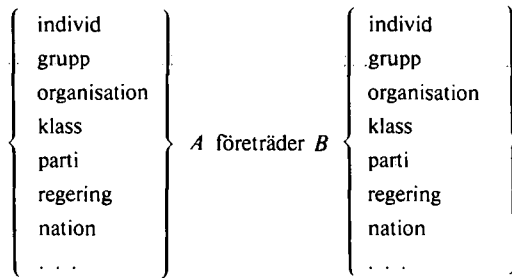 individ individ
grupp grupp
organisation organisation
klass klass
A företräder B
parti parti
regering regering
nation nation
. . . . . .